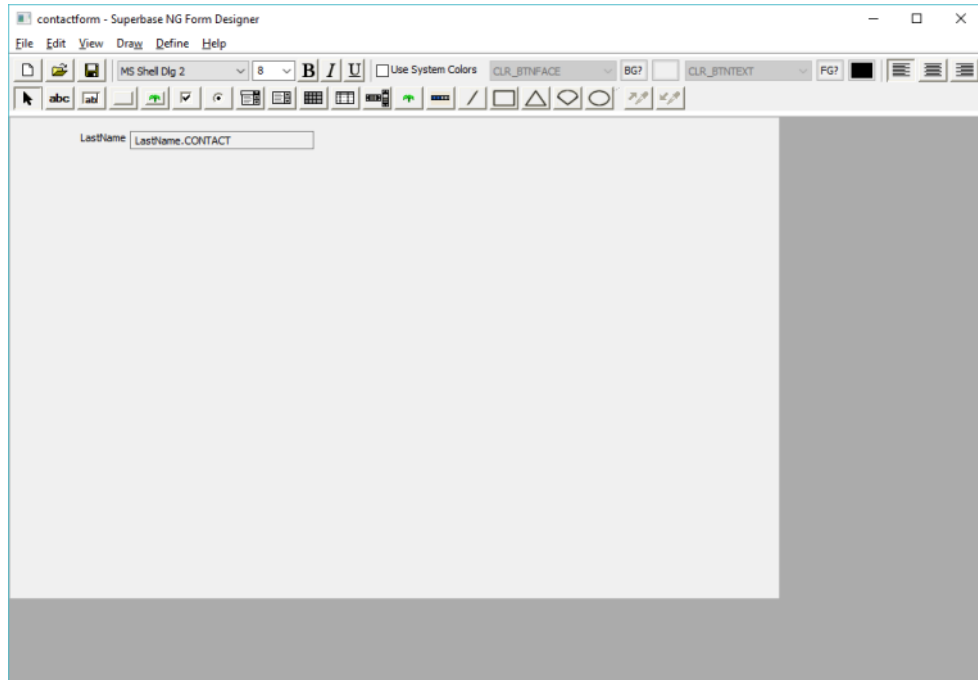 contactform - Superbase NG Form Designer
File Edit View Draw Define Help
MS Shell Dlg 2 8 B I U Use System Colors CLR_BTNFACE BG? CLR_BTNTEXT FG?
abc ab
LastName LastName.CONTACT